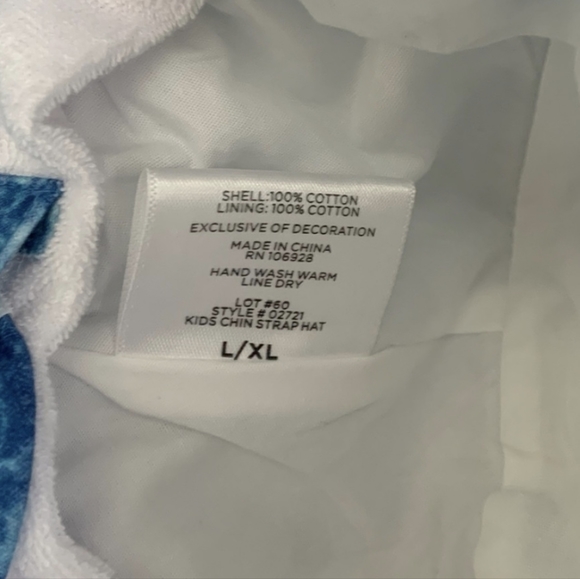 SHELL:100% COTTON
LINING: 100% COTTON
EXCLUSIVE OF DECORATION
MADE IN CHINA
RN 106928
HAND WASH WARM
LINE DRY
LOT #60
STYLE # 02721
KIDS CHIN STRAP HAT
L/XL